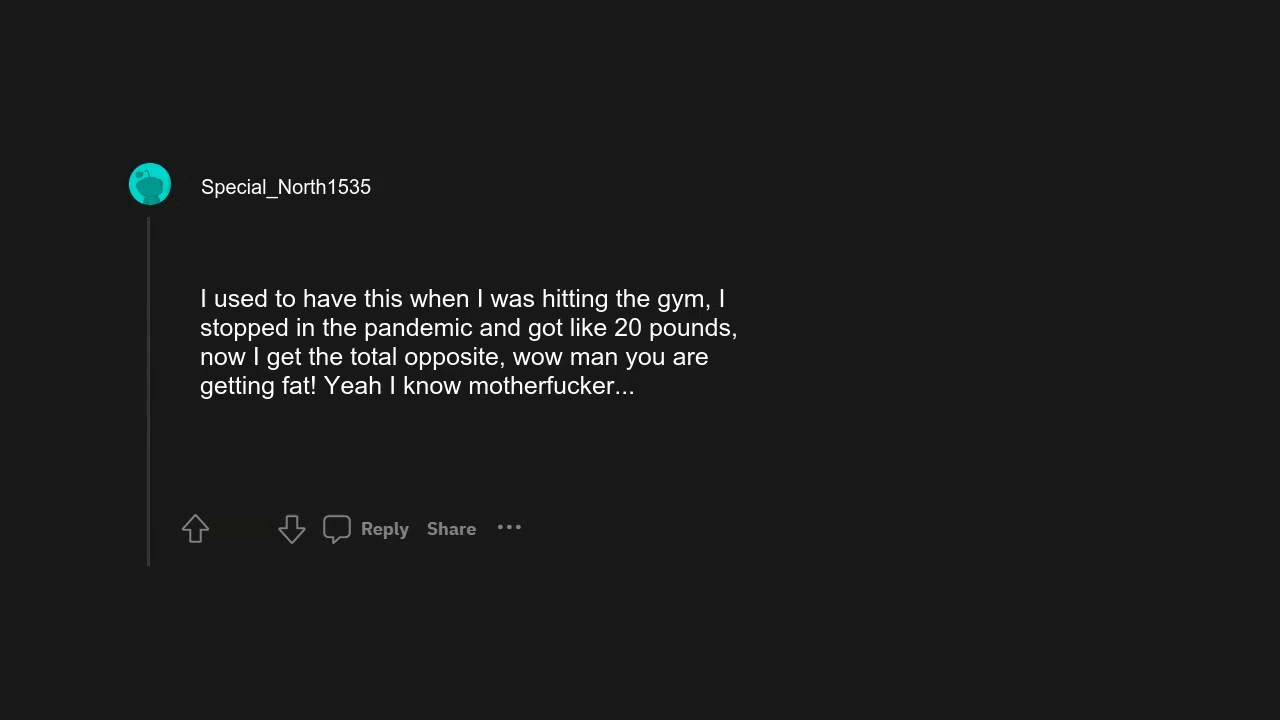 Special_North1535
I used to have this when I was hitting the gym, I
stopped in the pandemic and got like 20 pounds,
now I get the total opposite, wow man you are
getting fat! Yeah I know motherfucker...
Reply Share